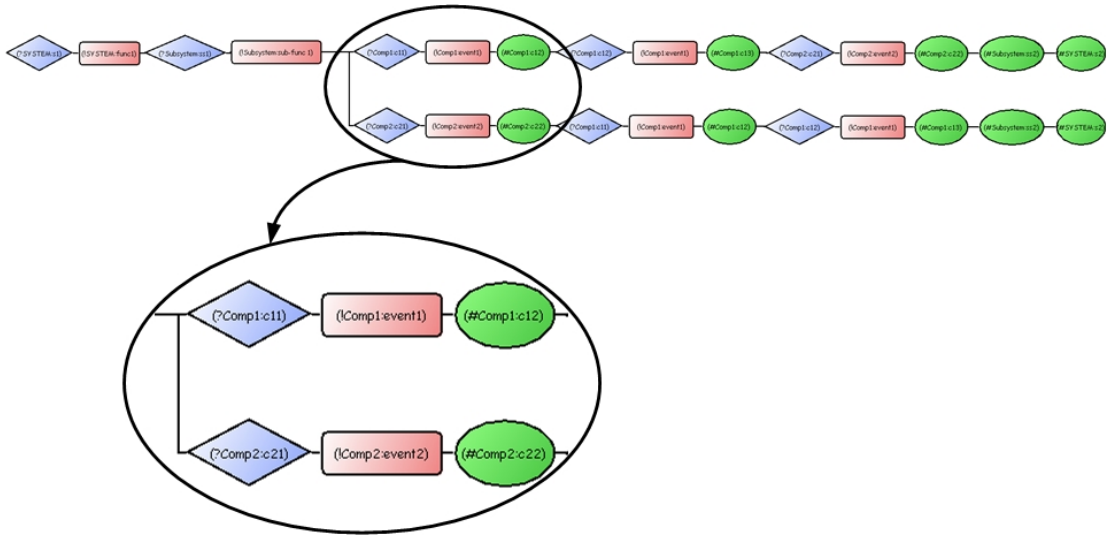 (?SYSTEM:s1) (!SYSTEM:func1) (?Subsystem:ss1) (!Subsystem:sub-func1) (?Comp1:c11) (!Comp1:event1) (#Comp1:c12) (?Comp1:c12) (!Comp1:event1) (#Comp1:c13) (?Comp2:c21) (!Comp2:event2) (#Comp2:c22) (#Subsystem:ss2) (#SYSTEM:s2)
(?Comp2:c21) (!Comp2:event2) (#Comp2:c22) (?Comp1:c11) (!Comp1:event1) (#Comp1:c12) (?Comp1:c12) (!Comp1:event1) (#Comp1:c13) (#Subsystem:ss2) (#SYSTEM:s2)
(?Comp1:c11) (!Comp1:event1) (#Comp1:c12)
(?Comp2:c21) (!Comp2:event2) (#Comp2:c22)